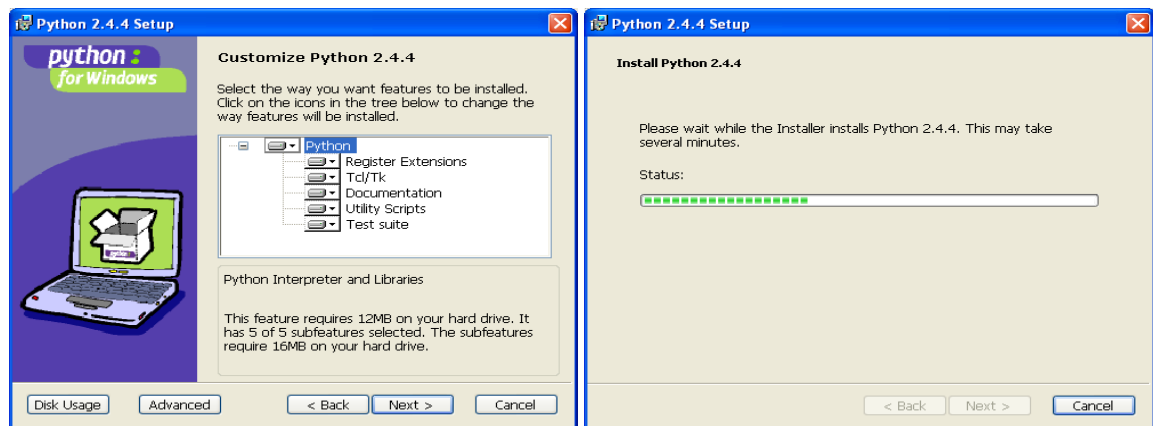 Python 2.4.4 Setup
python :
for Windows
Customize Python 2.4.4
Select the way you want features to be installed.
Click on the icons in the tree below to change the
way features will be installed.
Python
Register Extensions
Tcl/Tk
Documentation
Utility Scripts
Test suite
Python Interpreter and Libraries
This feature requires 12MB on your hard drive. It
has 5 of 5 subfeatures selected. The subfeatures
require 16MB on your hard drive.
Disk Usage
Advanced
< Back
Next >
Cancel
Python 2.4.4 Setup
Install Python 2.4.4
Please wait while the Installer installs Python 2.4.4. This may take
several minutes.
Status:
< Back
Next >
Cancel